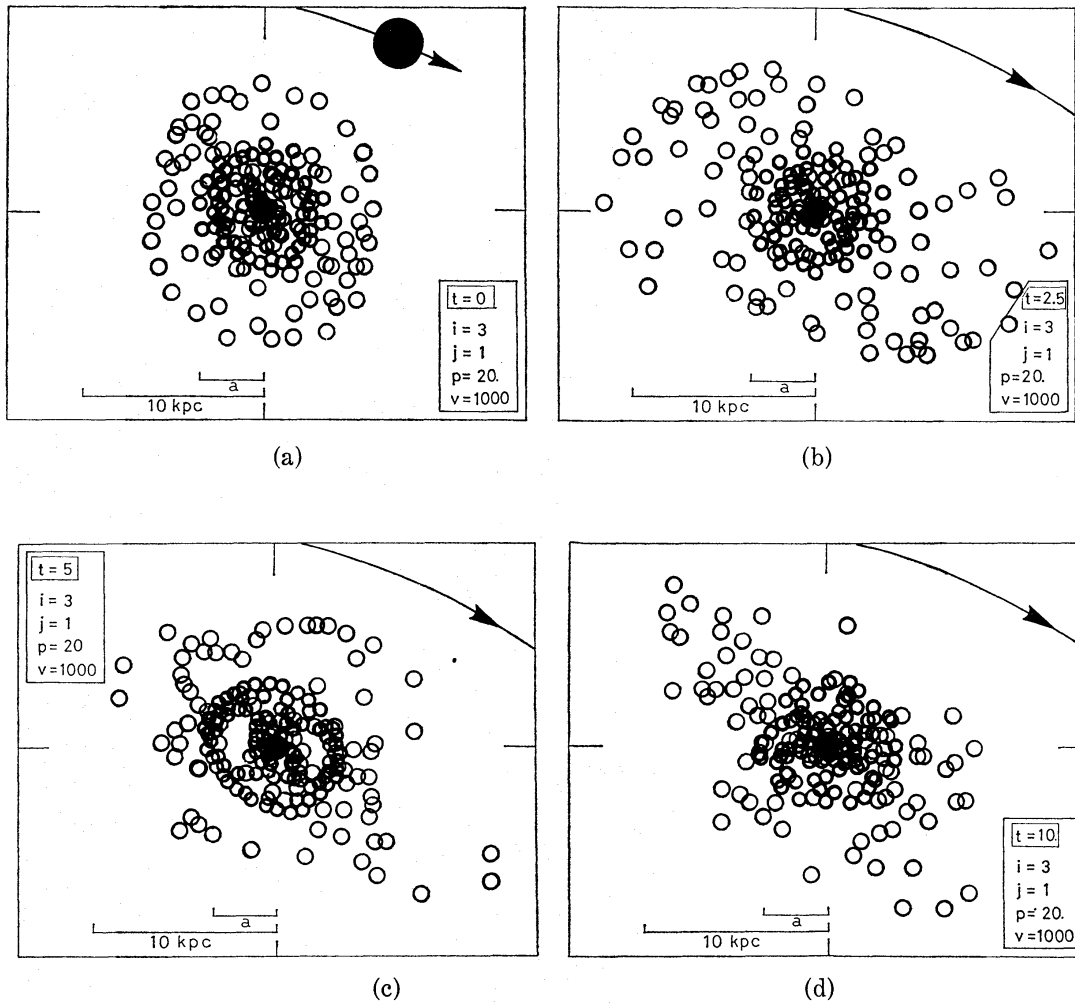 t = 0
i = 3
j = 1
p = 20.
v = 1000
a
10 kpc
(a)
t = 2.5
i = 3
j = 1
p = 20.
v = 1000
a
10 kpc
(b)
t = 5
i = 3
j = 1
p = 20
v = 1000
a
10 kpc
(c)
t = 10.
i = 3
j = 1
p = 20.
v = 1000
a
10 kpc
(d)